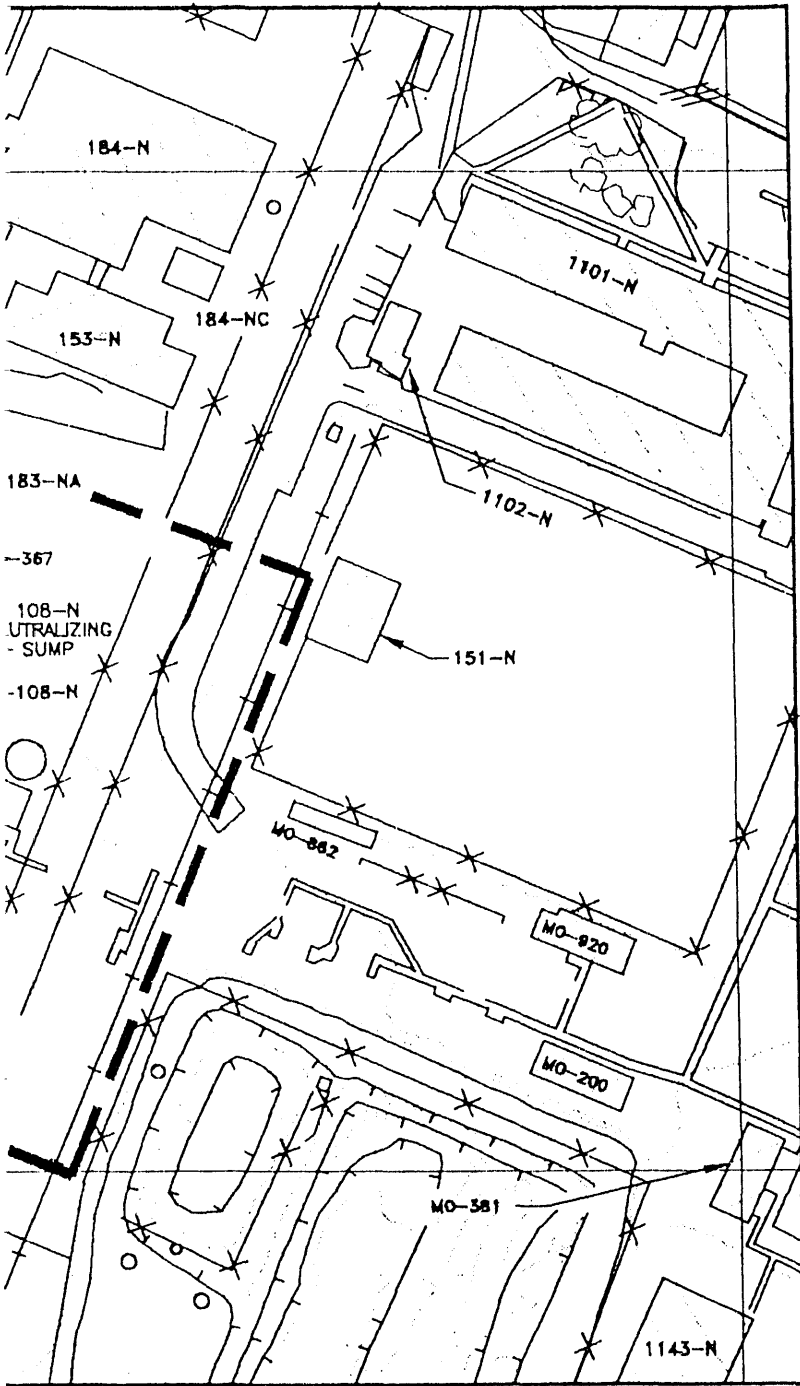 184-N
1101-N
184-NC
153-N
183-NA
1102-N
-367
108-N
UTRALIZING
- SUMP
151-N
-108-N
MO-862
MO-920
MO-200
MO-381
1143-N